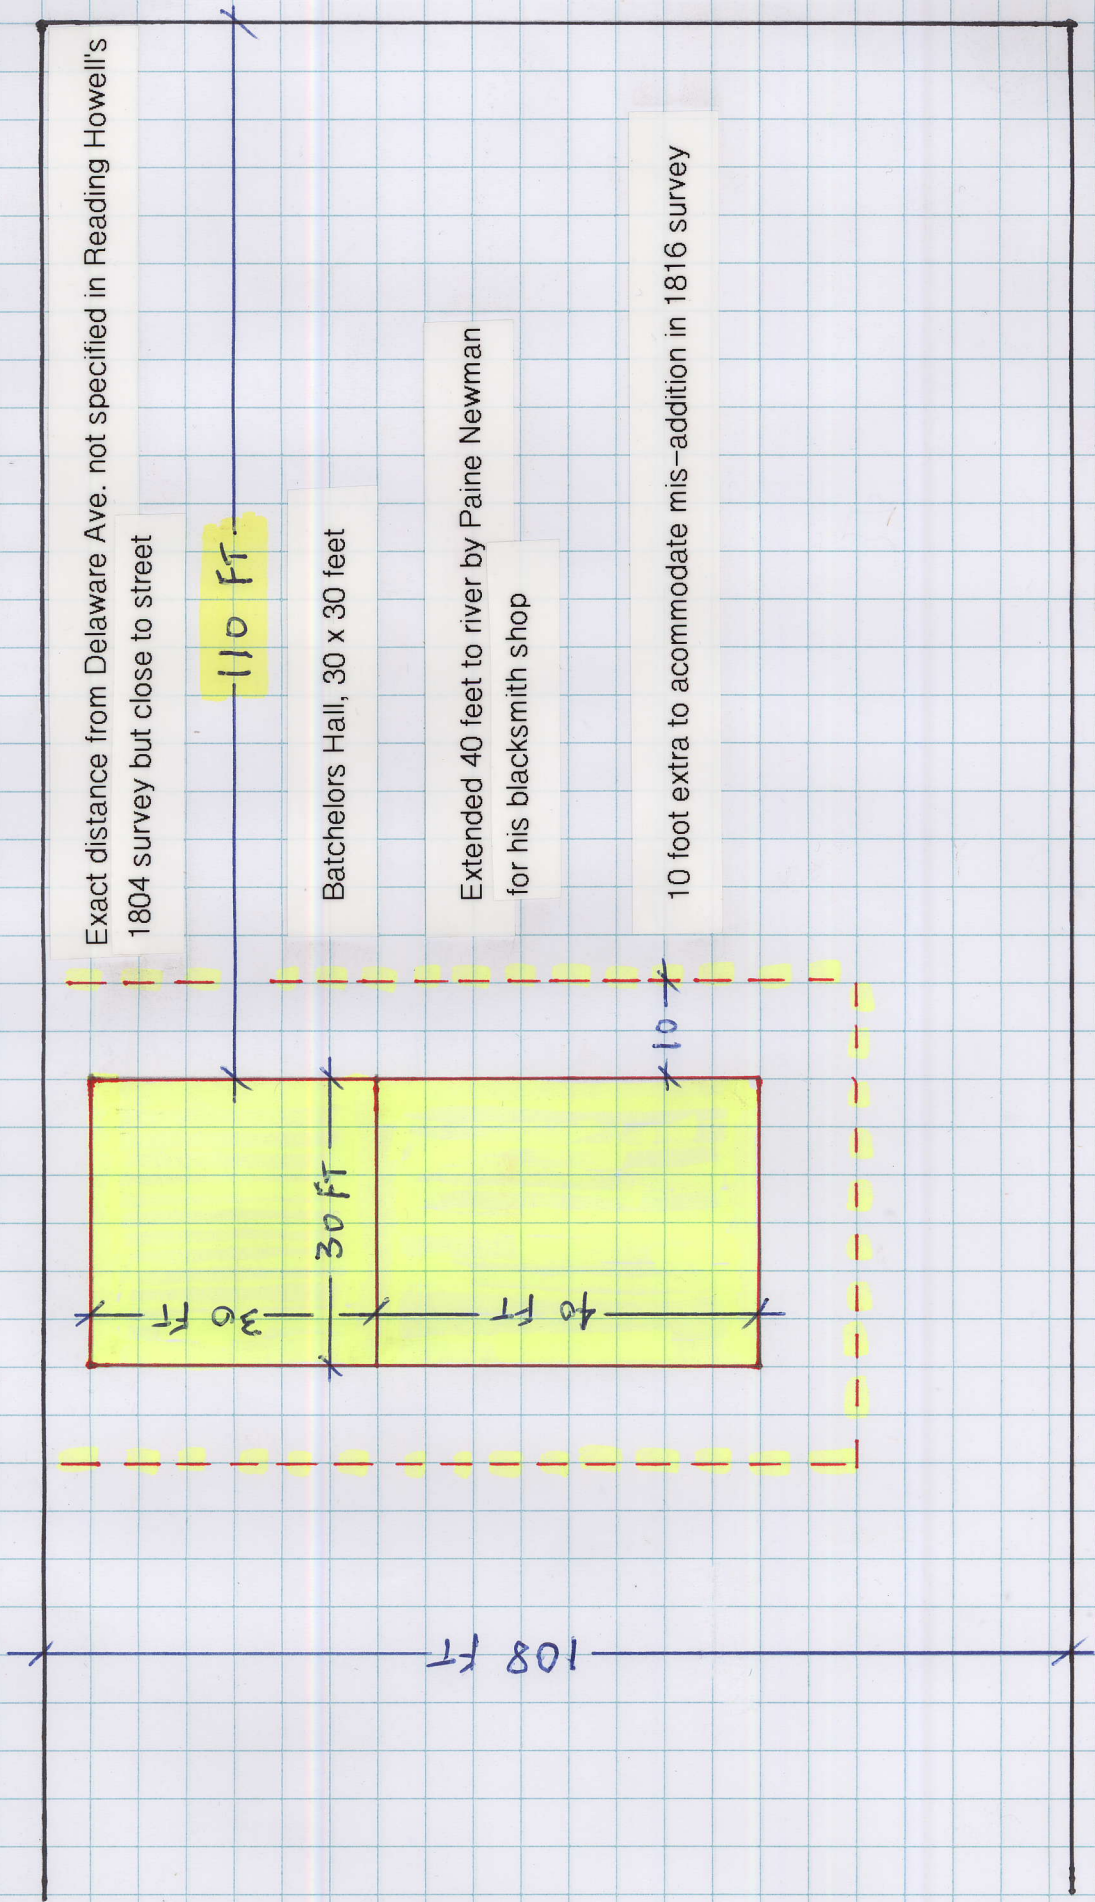 Exact distance from Delaware Ave. not specified in Reading Howell's
1804 survey but close to street
110 FT.
Batchelors Hall, 30 x 30 feet
Extended 40 feet to river by Paine Newman
for his blacksmith shop
10 foot extra to acommodate mis-addition in 1816 survey
10
30 FT
30 FT
40 FT
108 FT